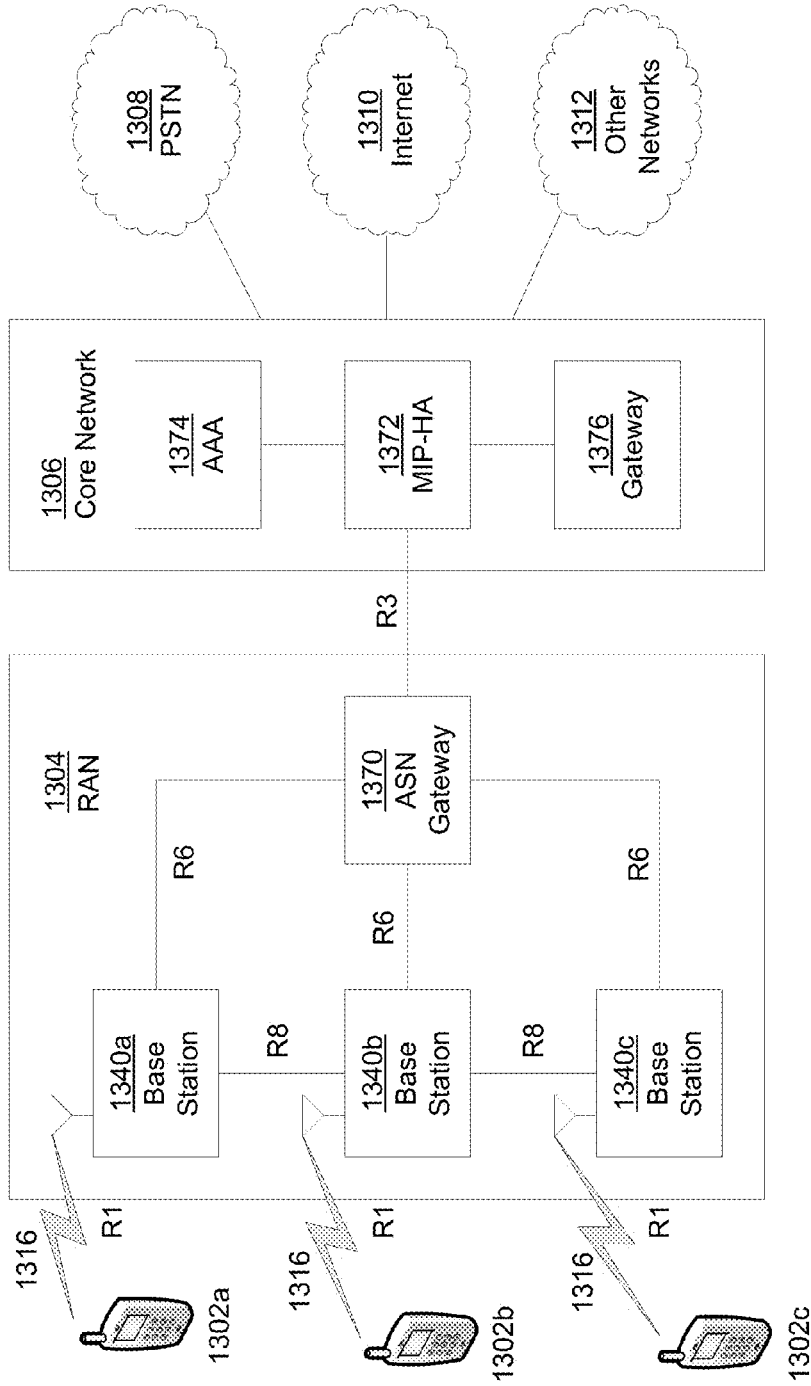 1302a
1316
R1
1302b
1316
R1
1302c
1316
R1
1304
RAN
1340a
Base
Station
R8
1340b
Base
Station
R8
1340c
Base
Station
R6
R6
R6
1370
ASN
Gateway
R3
1306
Core Network
1374
AAA
1372
MIP-HA
1376
Gateway
1308
PSTN
1310
Internet
1312
Other
Networks